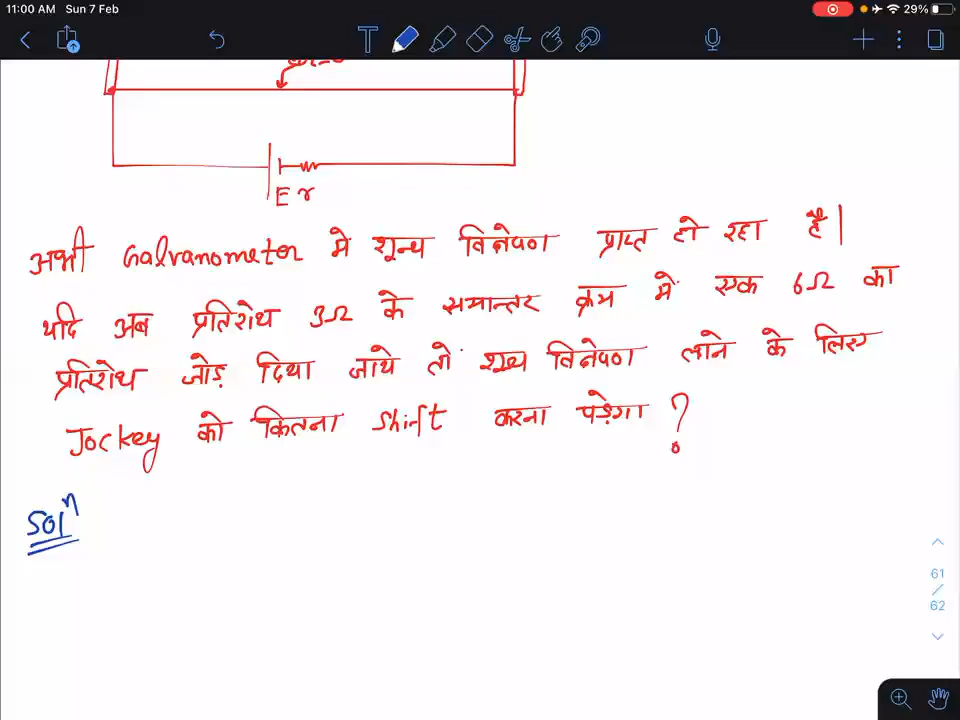 11:00 AM Sun 7 Feb
29%
T
E r
अभी Galvanometer मे शून्य विक्षेपण प्राप्त हो रहा है|
यदि अब प्रतिरोध 3Ω के समान्तर क्रम में एक 6Ω का
प्रतिरोध जोड़ दिया जाये तो शून्य विक्षेपण लाने के लिए
Jockey को कितना Shift करना पड़ेगा ?
Solⁿ
61
/
62